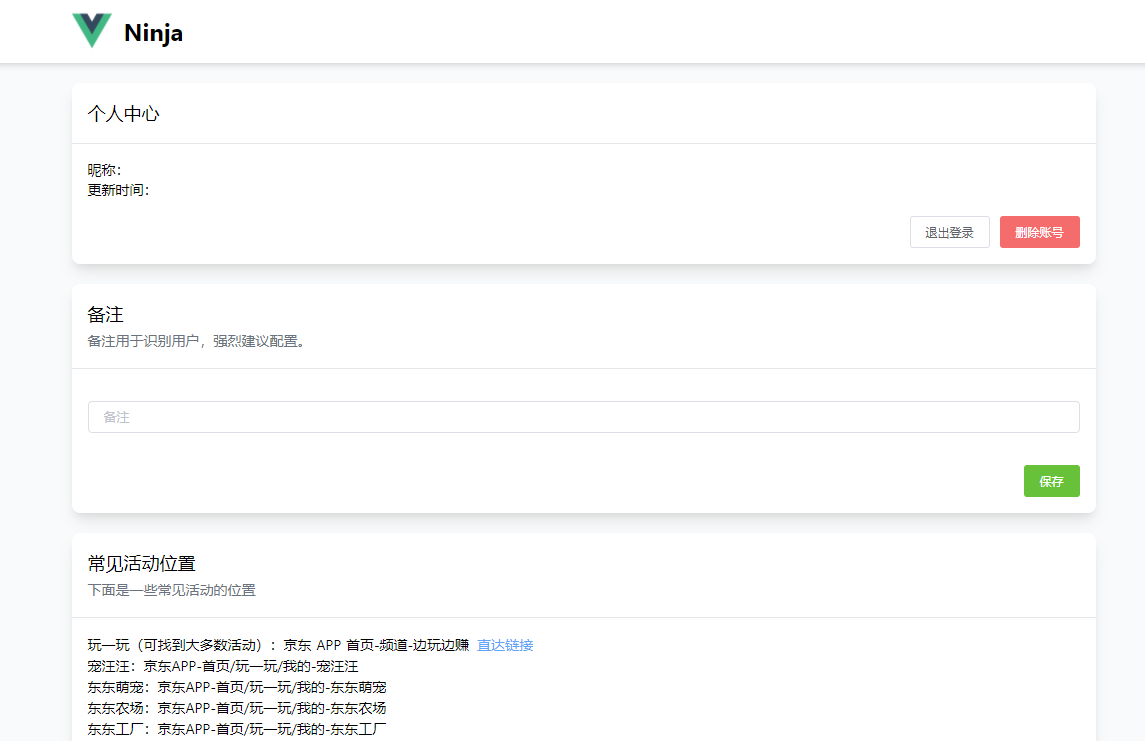 Ninja
个人中心
昵称：
更新时间：
退出登录 删除账号
备注
备注用于识别用户，强烈建议配置。
备注
保存
常见活动位置
下面是一些常见活动的位置
玩一玩（可找到大多数活动）：京东 APP 首页-频道-边玩边赚 直达链接
宠汪汪：京东APP-首页/玩一玩/我的-宠汪汪
东东萌宠：京东APP-首页/玩一玩/我的-东东萌宠
东东农场：京东APP-首页/玩一玩/我的-东东农场
东东工厂：京东APP-首页/玩一玩/我的-东东工厂